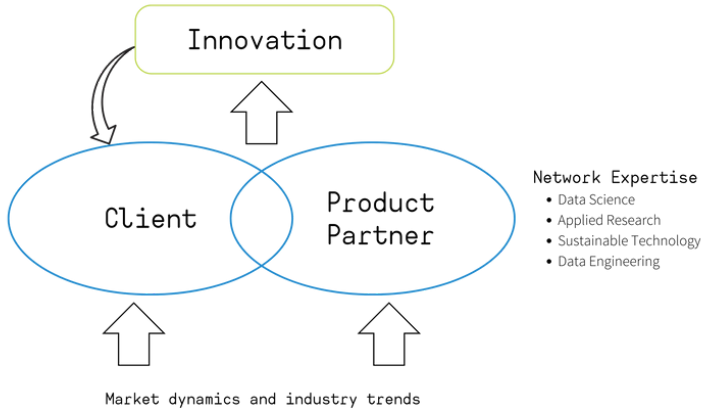 Innovation
Client
Product
Partner
Network Expertise
• Data Science
• Applied Research
• Sustainable Technology
• Data Engineering
Market dynamics and industry trends